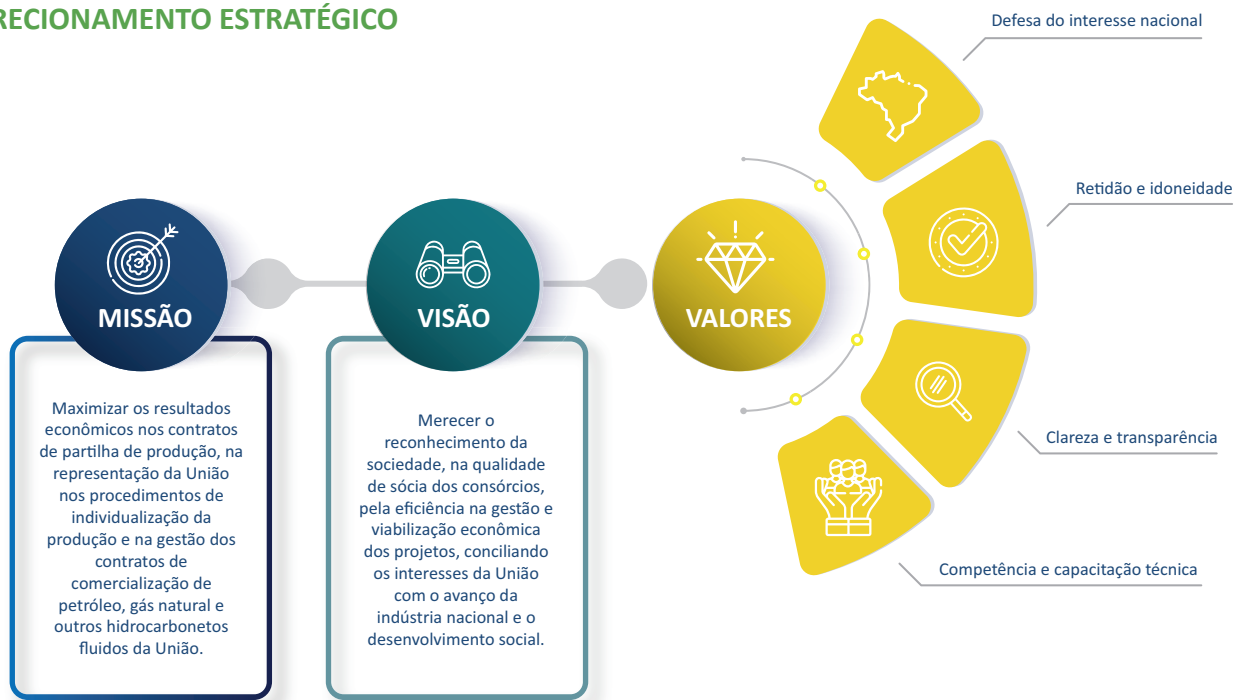 RECIONAMENTO ESTRATÉGICO
MISSÃO
Maximizar os resultados
econômicos nos contratos
de partilha de produção, na
representação da União
nos procedimentos de
individualização da
produção e na gestão dos
contratos de
comercialização de
petróleo, gás natural e
outros hidrocarbonetos
fluidos da União.
VISÃO
Merecer o
reconhecimento da
sociedade, na qualidade
de sócia dos consórcios,
pela eficiência na gestão e
viabilização econômica
dos projetos, conciliando
os interesses da União
com o avanço da
indústria nacional e o
desenvolvimento social.
VALORES
Defesa do interesse nacional
Retidão e idoneidade
Clareza e transparência
Competência e capacitação técnica